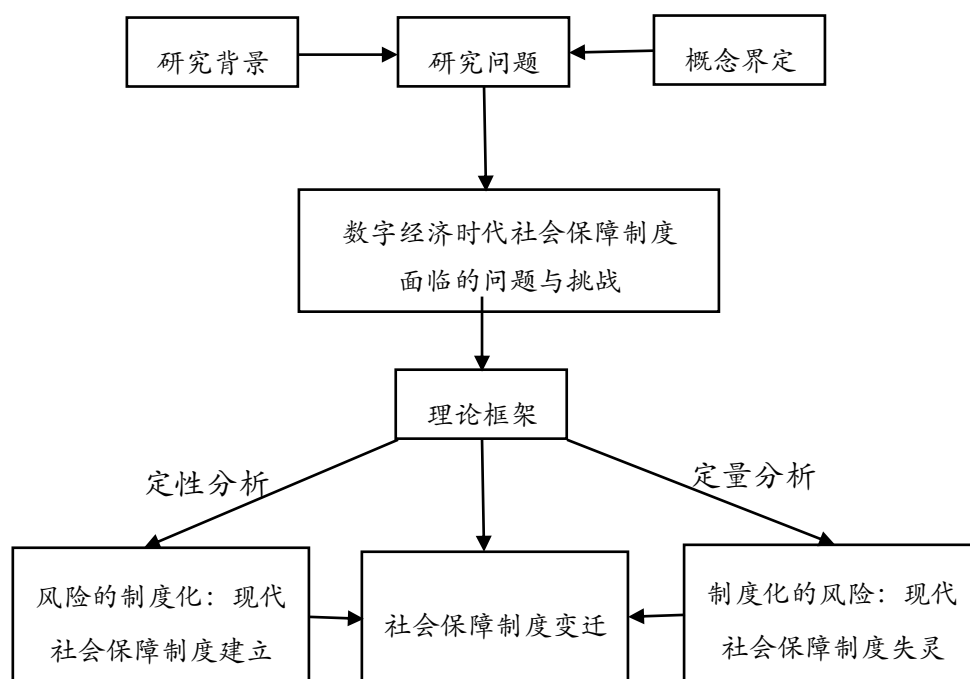 研究背景
研究问题
概念界定
数字经济时代社会保障制度
面临的问题与挑战
理论框架
定性分析
定量分析
风险的制度化：现代
社会保障制度建立
社会保障制度变迁
制度化的风险：现代
社会保障制度失灵